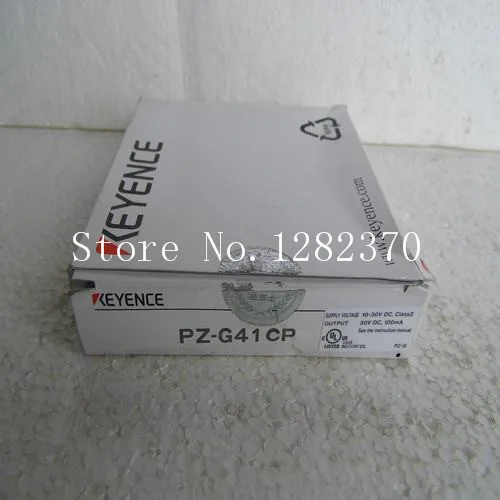 KEYENCE
www.keyence.com
Store No. 1282370
KEYENCE
PZ-G41CP
SUPPLY VOLTAGE 10-30V DC, Class2
OUTPUT 30V DC, 100mA
See the instruction manual.
UL
LISTED
PZ-G